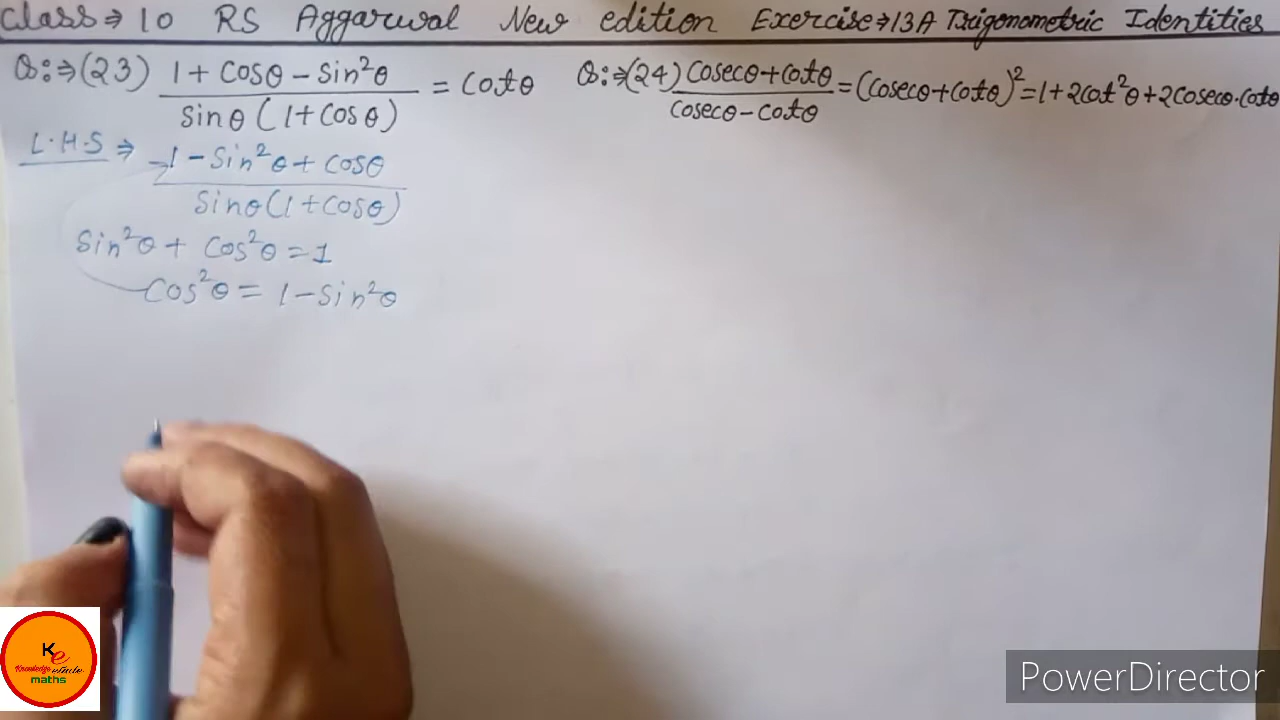 Class⇒10 RS Aggarwal New edition Exercise⇒13A Trigonometric Identities
Q:⇒(23) (1 + Cosθ - Sin²θ)/(Sinθ(1 + Cosθ)) = Cotθ
L.H.S ⇒ (1 - Sin²θ + Cosθ)/(Sinθ(1 + Cosθ))
Sin²θ + Cos²θ = 1
Cos²θ = 1 - Sin²θ
Q:⇒(24) (Cosecθ + Cotθ)/(Cosecθ - Cotθ) = (Cosecθ + Cotθ)² = 1 + 2Cot²θ + 2Cosecθ.Cotθ
Ke
Knowledge
maths
PowerDirector